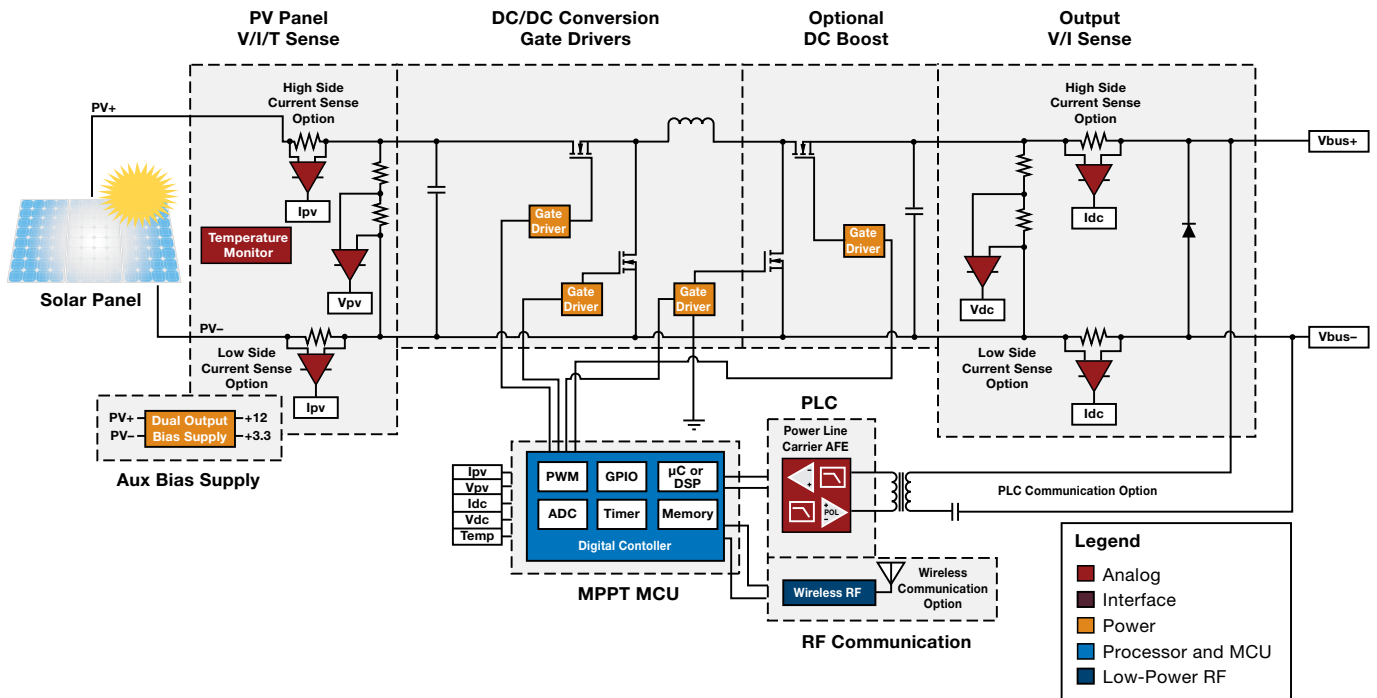 PV Panel
V/I/T Sense
DC/DC Conversion
Gate Drivers
Optional
DC Boost
Output
V/I Sense
PV+
High Side
Current Sense
Option
Ipv
Temperature
Monitor
Vpv
Solar Panel
PV–
Low Side
Current Sense
Option
Ipv
Gate
Driver
Gate
Driver
Gate
Driver
Gate
Driver
High Side
Current Sense
Option
Idc
Vdc
Low Side
Current Sense
Option
Idc
Vbus+
Vbus–
PV+
PV–
Dual Output
Bias Supply
+12
+3.3
Aux Bias Supply
Ipv
Vpv
Idc
Vdc
Temp
PWM
GPIO
µC or
DSP
ADC
Timer
Memory
Digital Contoller
MPPT MCU
PLC
Power Line
Carrier AFE
–
+
+
POL
–
PLC Communication Option
Wireless RF
Wireless
Communication
Option
RF Communication
Legend
Analog
Interface
Power
Processor and MCU
Low-Power RF